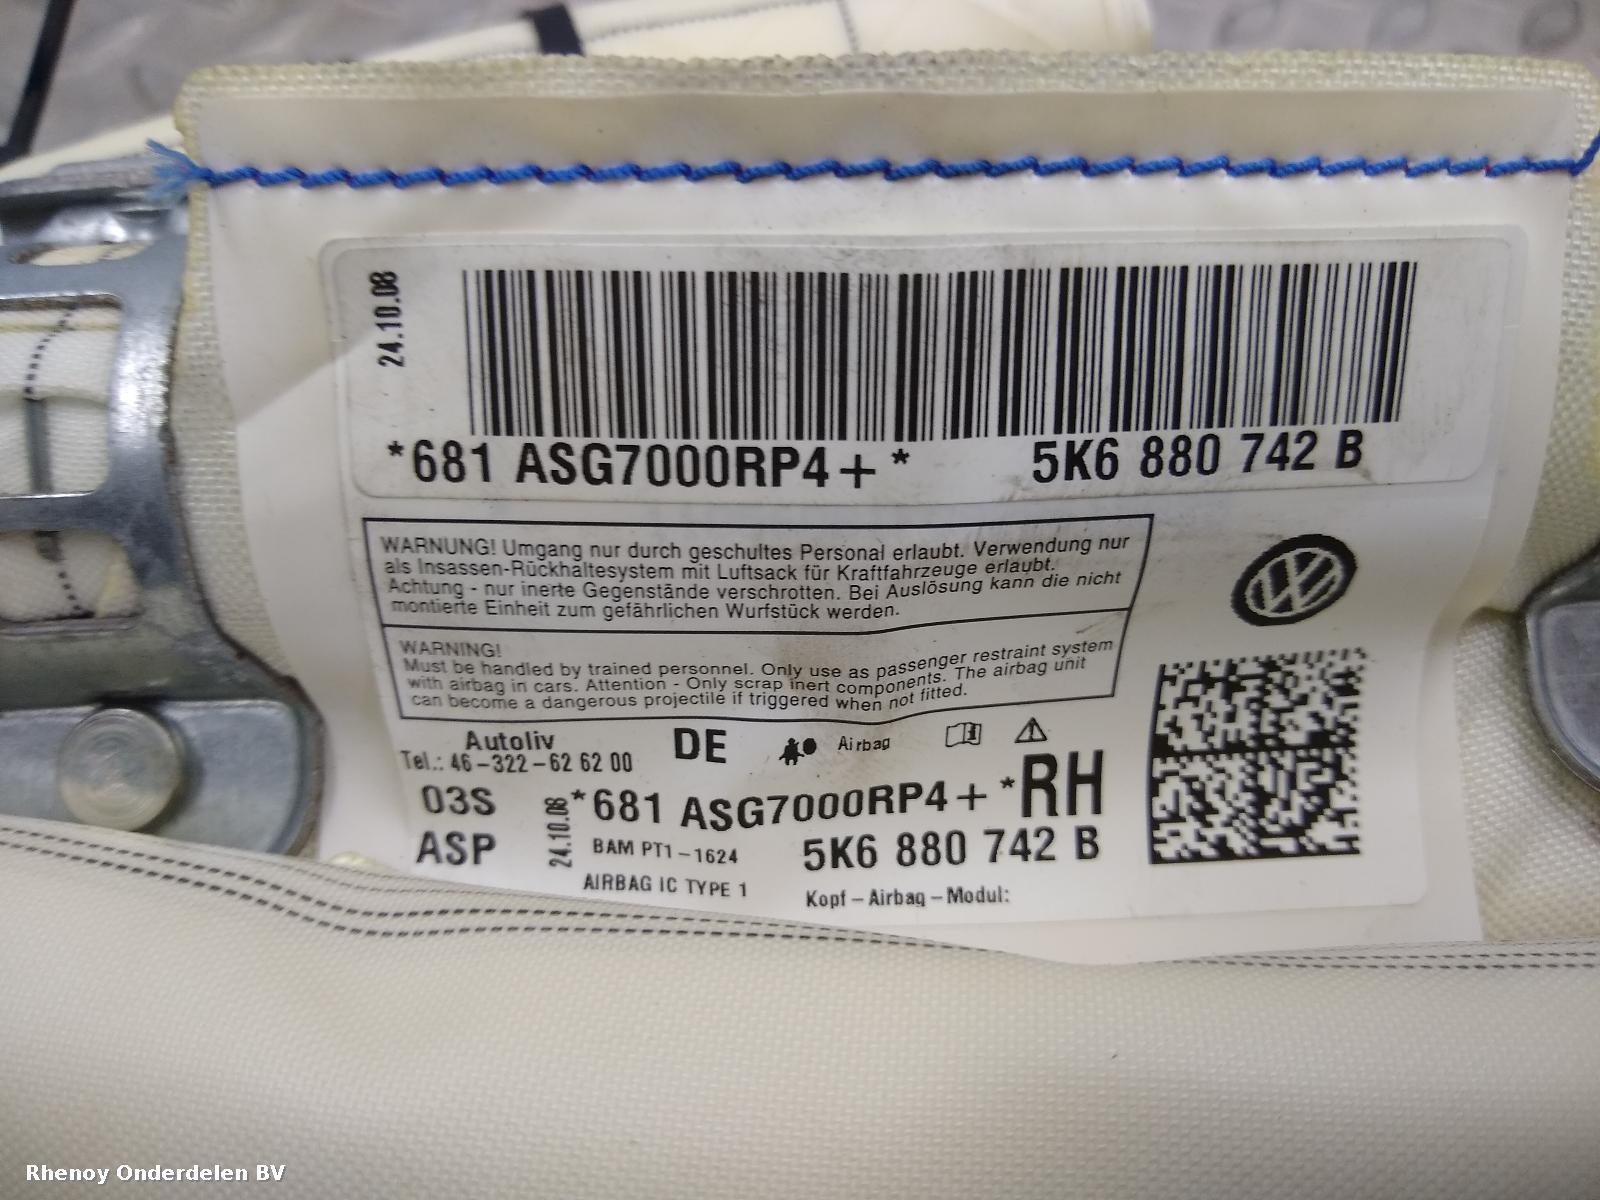 24.10.08
*681 ASG7000RP4+* 5K6 880 742 B
WARNUNG! Umgang nur durch geschultes Personal erlaubt. Verwendung nur
als Insassen-Rückhaltesystem mit Luftsack für Kraftfahrzeuge erlaubt.
Achtung - nur inerte Gegenstände verschrotten. Bei Auslösung kann die nicht
montierte Einheit zum gefährlichen Wurfstück werden.
WARNING!
Must be handled by trained personnel. Only use as passenger restraint system
with airbag in cars. Attention - Only scrap inert components. The airbag unit
can become a dangerous projectile if triggered when not fitted.
Autoliv DE Airbag
Tel.: 46-322-62 62 00
03S 24.10.08 *681 ASG7000RP4+* RH
ASP BAM PT1-1624 5K6 880 742 B
AIRBAG IC TYPE 1 Kopf-Airbag-Modul:
Rhenoy Onderdelen BV